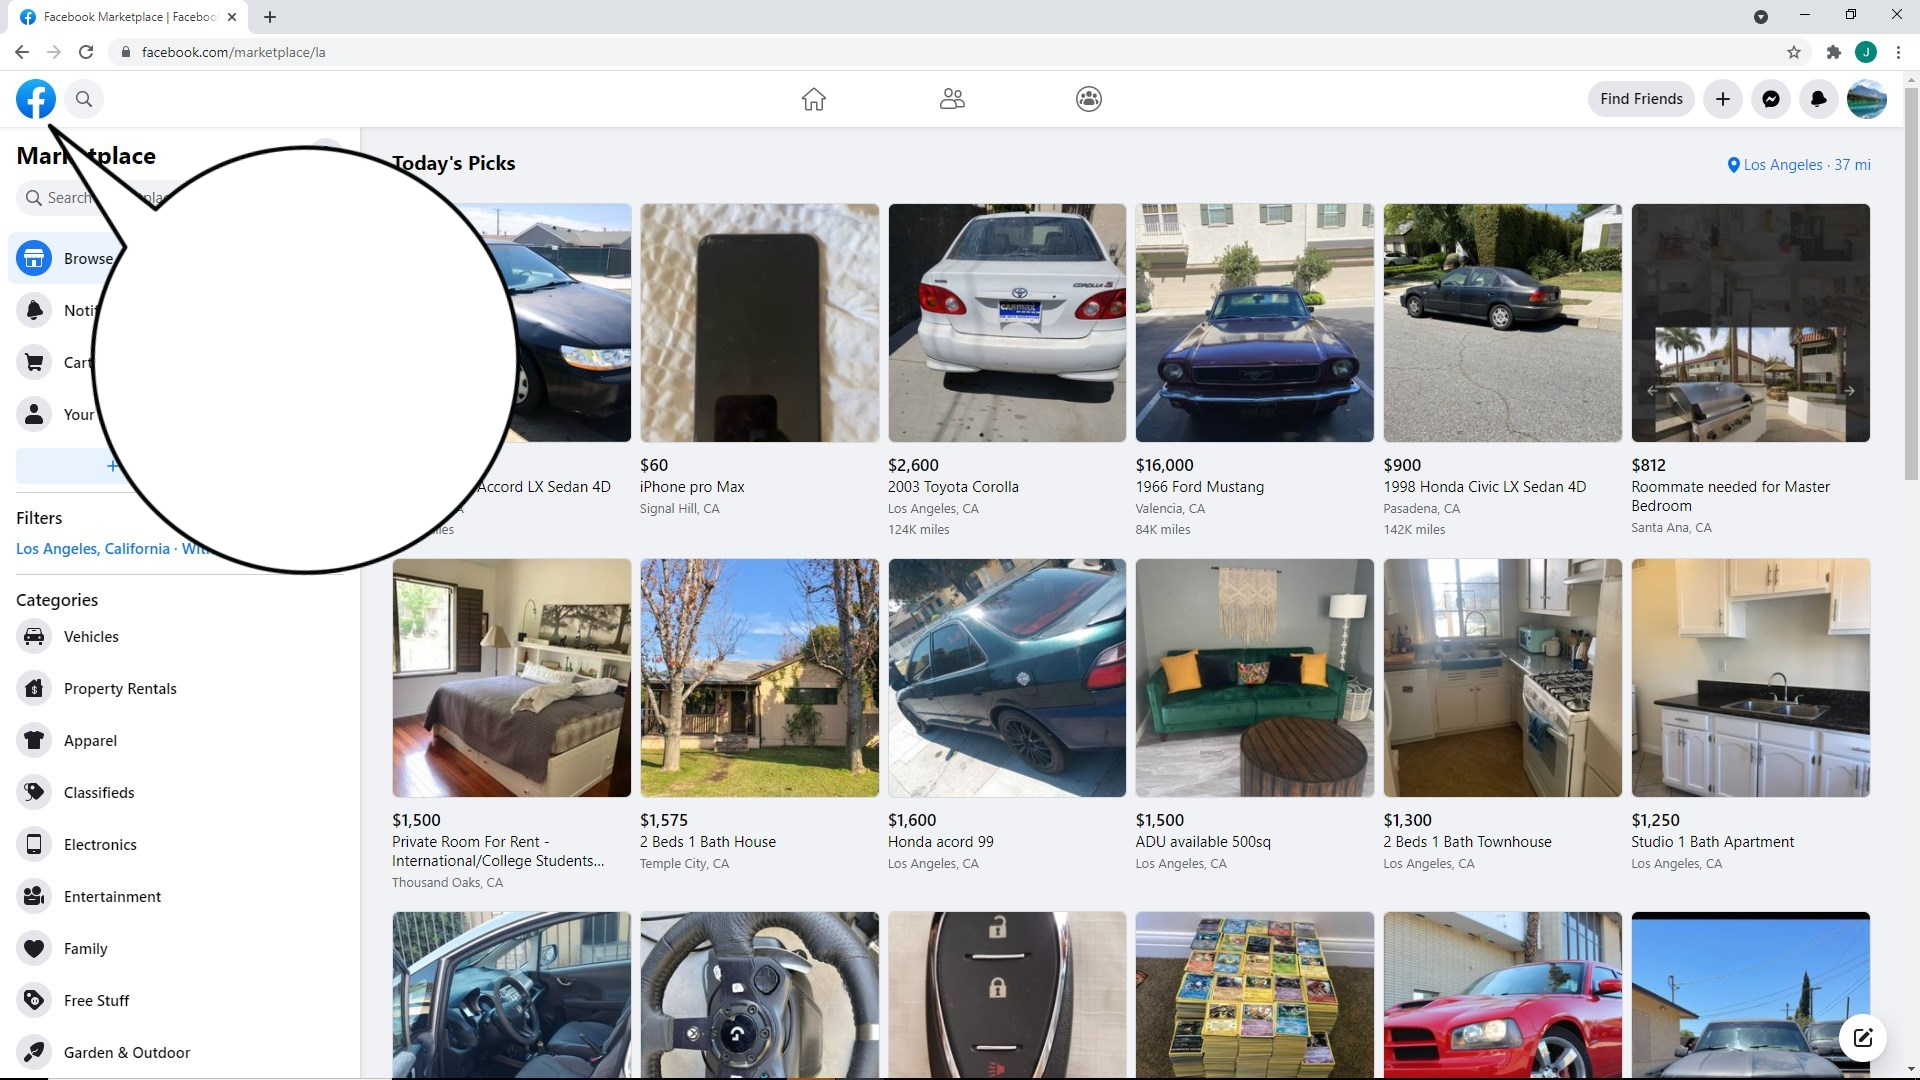 Facebook Marketplace | Faceboo
facebook.com/marketplace/la
J
Find Friends
Marketplace
Search
Browse
Notif
Cart
Your
+
Filters
Los Angeles, California · Wit
Categories
Vehicles
Property Rentals
Apparel
Classifieds
Electronics
Entertainment
Family
Free Stuff
Garden & Outdoor
Today's Picks
Los Angeles · 37 mi
Accord LX Sedan 4D
$60
iPhone pro Max
Signal Hill, CA
COROLLA S
CARMAX
$2,600
2003 Toyota Corolla
Los Angeles, CA
124K miles
$16,000
1966 Ford Mustang
Valencia, CA
84K miles
$900
1998 Honda Civic LX Sedan 4D
Pasadena, CA
142K miles
$812
Roommate needed for Master
Bedroom
Santa Ana, CA
$1,500
Private Room For Rent -
International/College Students...
Thousand Oaks, CA
$1,575
2 Beds 1 Bath House
Temple City, CA
$1,600
Honda acord 99
Los Angeles, CA
$1,500
ADU available 500sq
Los Angeles, CA
$1,300
2 Beds 1 Bath Townhouse
Los Angeles, CA
$1,250
Studio 1 Bath Apartment
Los Angeles, CA